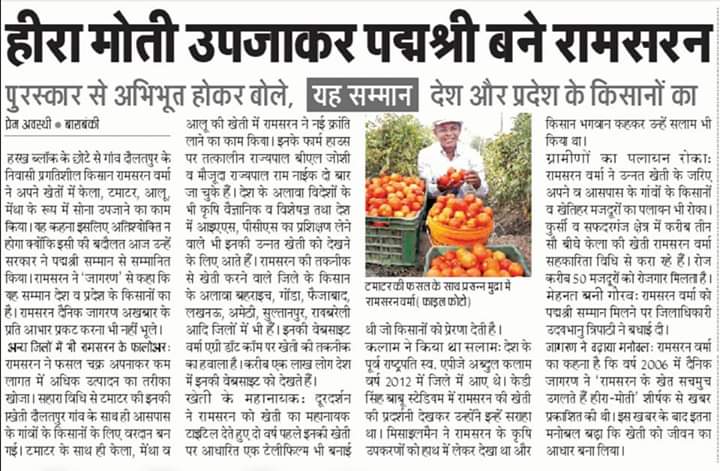 हीरा मोती उपजाकर पद्मश्री बने रामसरन
पुरस्कार से अभिभूत होकर बोले, यह सम्मान देश और प्रदेश के किसानों का
प्रेम अवस्थी • बाराबंकी
हरख ब्लॉक के छोटे से गांव दौलतपुर के
निवासी प्रगतिशील किसान रामसरन वर्मा
ने अपने खेतों में केला, टमाटर, आलू,
मेंथा के रूप में सोना उपजाने का काम
किया। यह कहना इसलिए अतिश्योक्ति न
होगा क्योंकि इसी की बदौलत आज उन्हें
सरकार ने पद्मश्री सम्मान से सम्मानित
किया। रामसरन ने 'जागरण' से कहा कि
यह सम्मान देश व प्रदेश के किसानों का
है। रामसरन दैनिक जागरण अखबार के
प्रति आभार प्रकट करना भी नहीं भूले।
अन्य जिलों में भी रामसरन के फालोअर:
रामसरन ने फसल चक्र अपनाकर कम
लागत में अधिक उत्पादन का तरीका
खोजा। सहारा विधि से टमाटर की इनकी
खेती दौलतपुर गांव के साथ ही आसपास
के गांवों के किसानों के लिए वरदान बन
गई। टमाटर के साथ ही केला, मेंथा व
आलू की खेती में रामसरन ने नई क्रांति
लाने का काम किया। इनके फार्म हाउस
पर तत्कालीन राज्यपाल बीएल जोशी
व मौजूदा राज्यपाल राम नाईक दो बार
जा चुके हैं। देश के अलावा विदेशों के
भी कृषि वैज्ञानिक व विशेषज्ञ तथा देश
में आइएएस, पीसीएस का प्रशिक्षण लेने
वाले भी इनकी उन्नत खेती को देखने
के लिए आते हैं। रामसरन की तकनीक
से खेती करने वाले जिले के किसान
के अलावा बहराइच, गोंडा, फैजाबाद,
लखनऊ, अमेठी, सुल्तानपुर, रायबरेली
आदि जिलों में भी हैं। इनकी वेबसाइट
वर्मा एग्री डॉट कॉम पर खेती की तकनीक
का हवाला है। करीब एक लाख लोग देश
में इनकी वेबसाइट को देखते हैं।
खेती के महानायक: दूरदर्शन
ने रामसरन को खेती का महानायक
टाइटिल देते हुए दो वर्ष पहले इनकी खेती
पर आधारित एक टेलीफिल्म भी बनाई
टमाटर की फसल के साथ प्रसन्न मुद्रा में
रामसरन वर्मा। (फाइल फोटो)
थी जो किसानों को प्रेरणा देती है।
कलाम ने किया था सलाम: देश के
पूर्व राष्ट्रपति स्व. एपीजे अब्दुल कलाम
वर्ष 2012 में जिले में आए थे। केडी
सिंह बाबू स्टेडियम में रामसरन की खेती
की प्रदर्शनी देखकर उन्होंने इन्हें सराहा
था। मिसाइलमैन ने रामसरन के कृषि
उपकरणों को हाथ में लेकर देखा था और
किसान भगवान कहकर उन्हें सलाम भी
किया था।
ग्रामीणों का पलायन रोका:
रामसरन वर्मा ने उन्नत खेती के जरिए
अपने व आसपास के गांवों के किसानों
व खेतिहर मजदूरों का पलायन भी रोका।
कुर्सी व सफदरगंज क्षेत्र में करीब तीन
सौ बीघे केला की खेती रामसरन वर्मा
सहकारिता विधि से करा रहे हैं। रोज
करीब 50 मजदूरों को रोजगार मिलता है।
मेहनत बनी गौरव: रामसरन वर्मा को
पद्मश्री सम्मान मिलने पर जिलाधिकारी
उदयभानु त्रिपाठी ने बधाई दी।
जागरण ने बढ़ाया मनोबल: रामसरन वर्मा
का कहना है कि वर्ष 2006 में दैनिक
जागरण ने 'रामसरन के खेत सचमुच
उगलते हैं हीरा-मोती' शीर्षक से खबर
प्रकाशित की थी। इस खबर के बाद इतना
मनोबल बढ़ा कि खेती को जीवन का
आधार बना लिया।